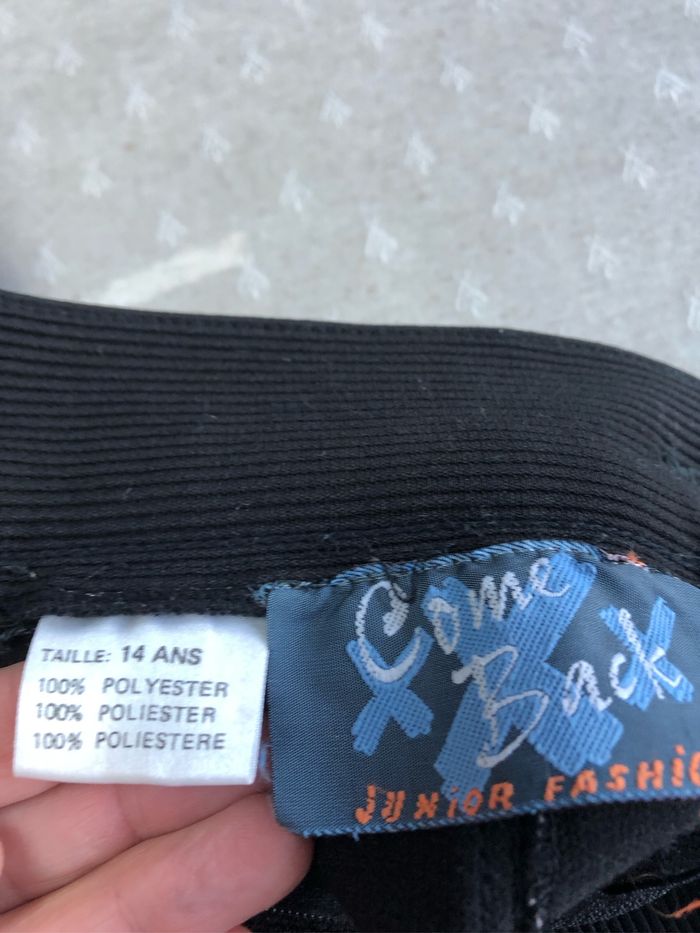 TAILLE: 14 ANS
100% POLYESTER
100% POLIESTER
100% POLIESTERE
Come
Back
JUNIOR FASHIO